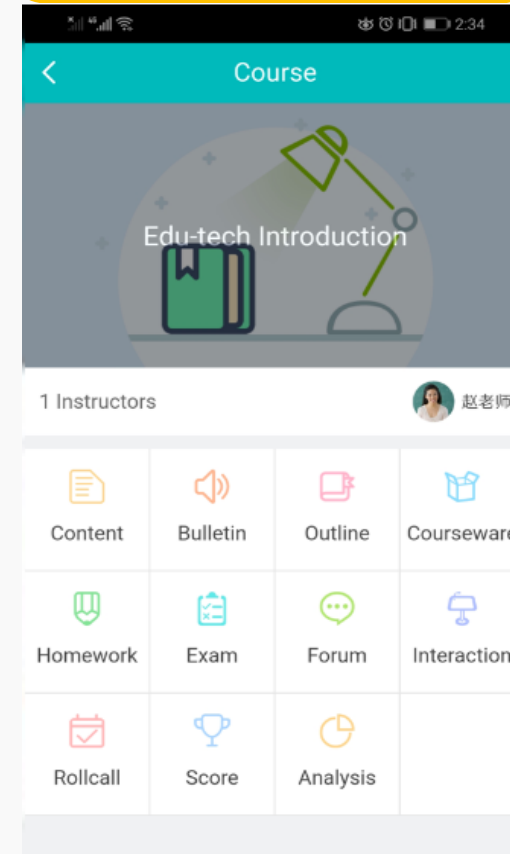 2:34
Course
Edu-tech Introduction
1 Instructors 赵老师
Content Bulletin Outline Courseware
Homework Exam Forum Interaction
Rollcall Score Analysis